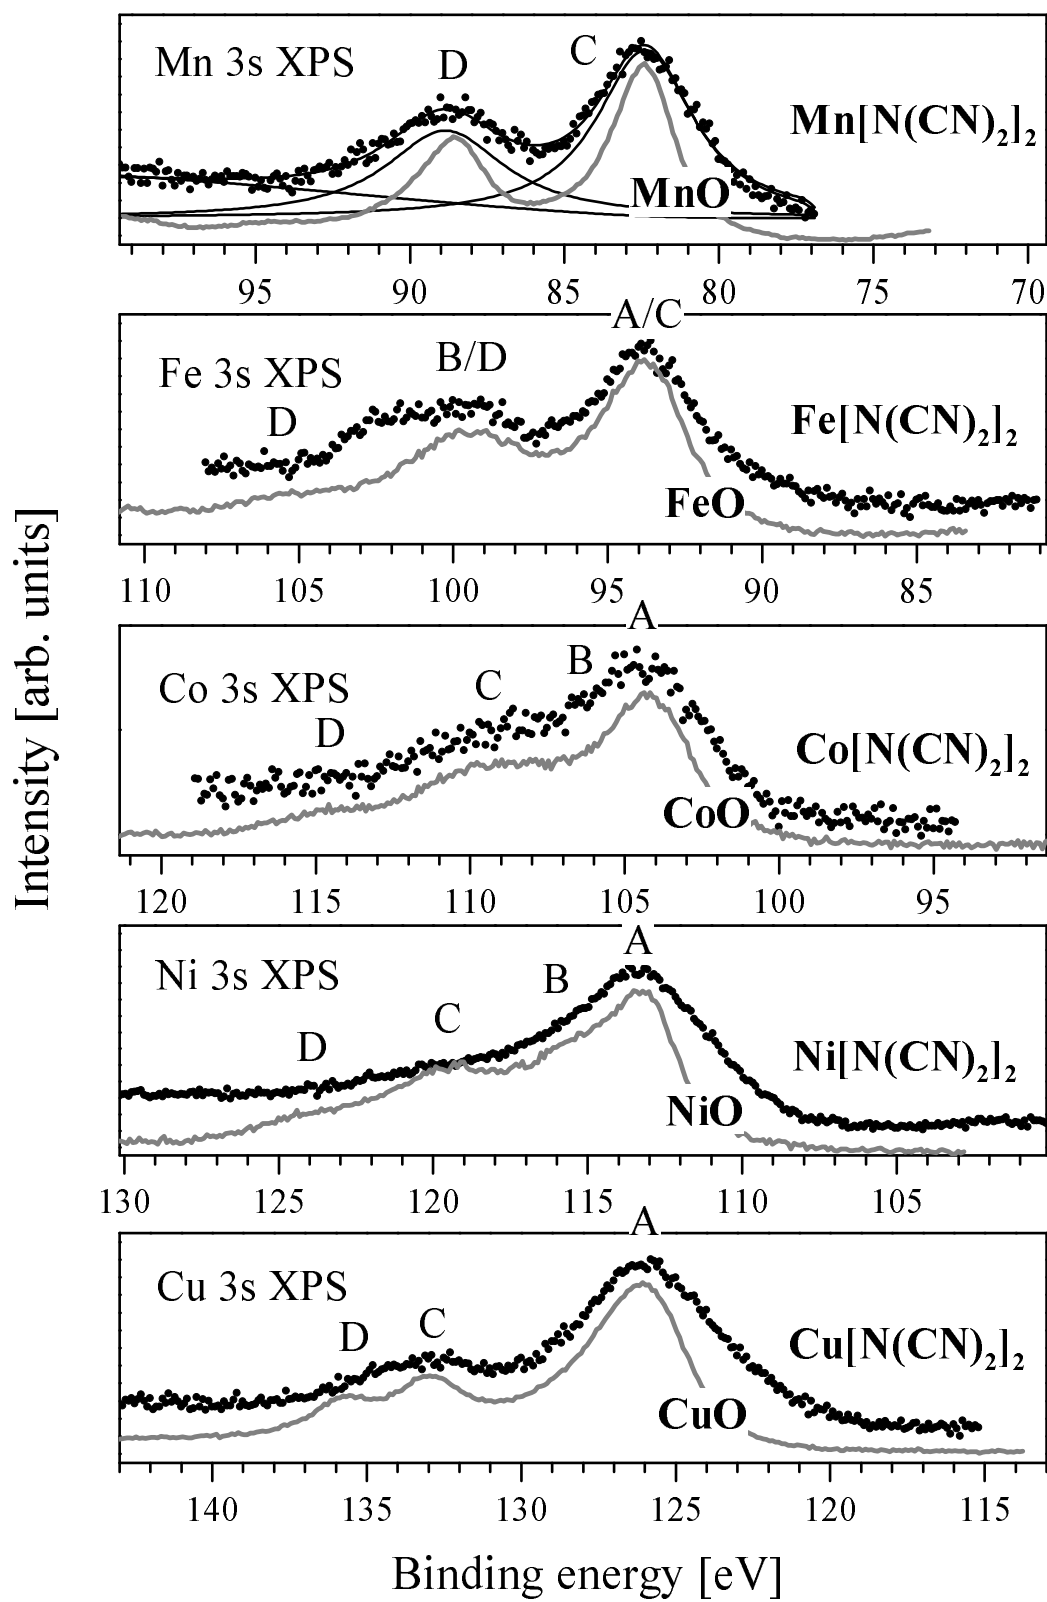 Mn 3s XPS
D
C
Mn[N(CN)₂]₂
MnO
95 90 85 80 75 70
A/C
Fe 3s XPS
B/D
D
Fe[N(CN)₂]₂
FeO
110 105 100 95 90 85
A
Co 3s XPS
B
C
D
Co[N(CN)₂]₂
CoO
120 115 110 105 100 95
A
Ni 3s XPS
B
C
D
Ni[N(CN)₂]₂
NiO
130 125 120 115 110 105
A
Cu 3s XPS
D
C
Cu[N(CN)₂]₂
CuO
140 135 130 125 120 115
Intensity [arb. units]
Binding energy [eV]